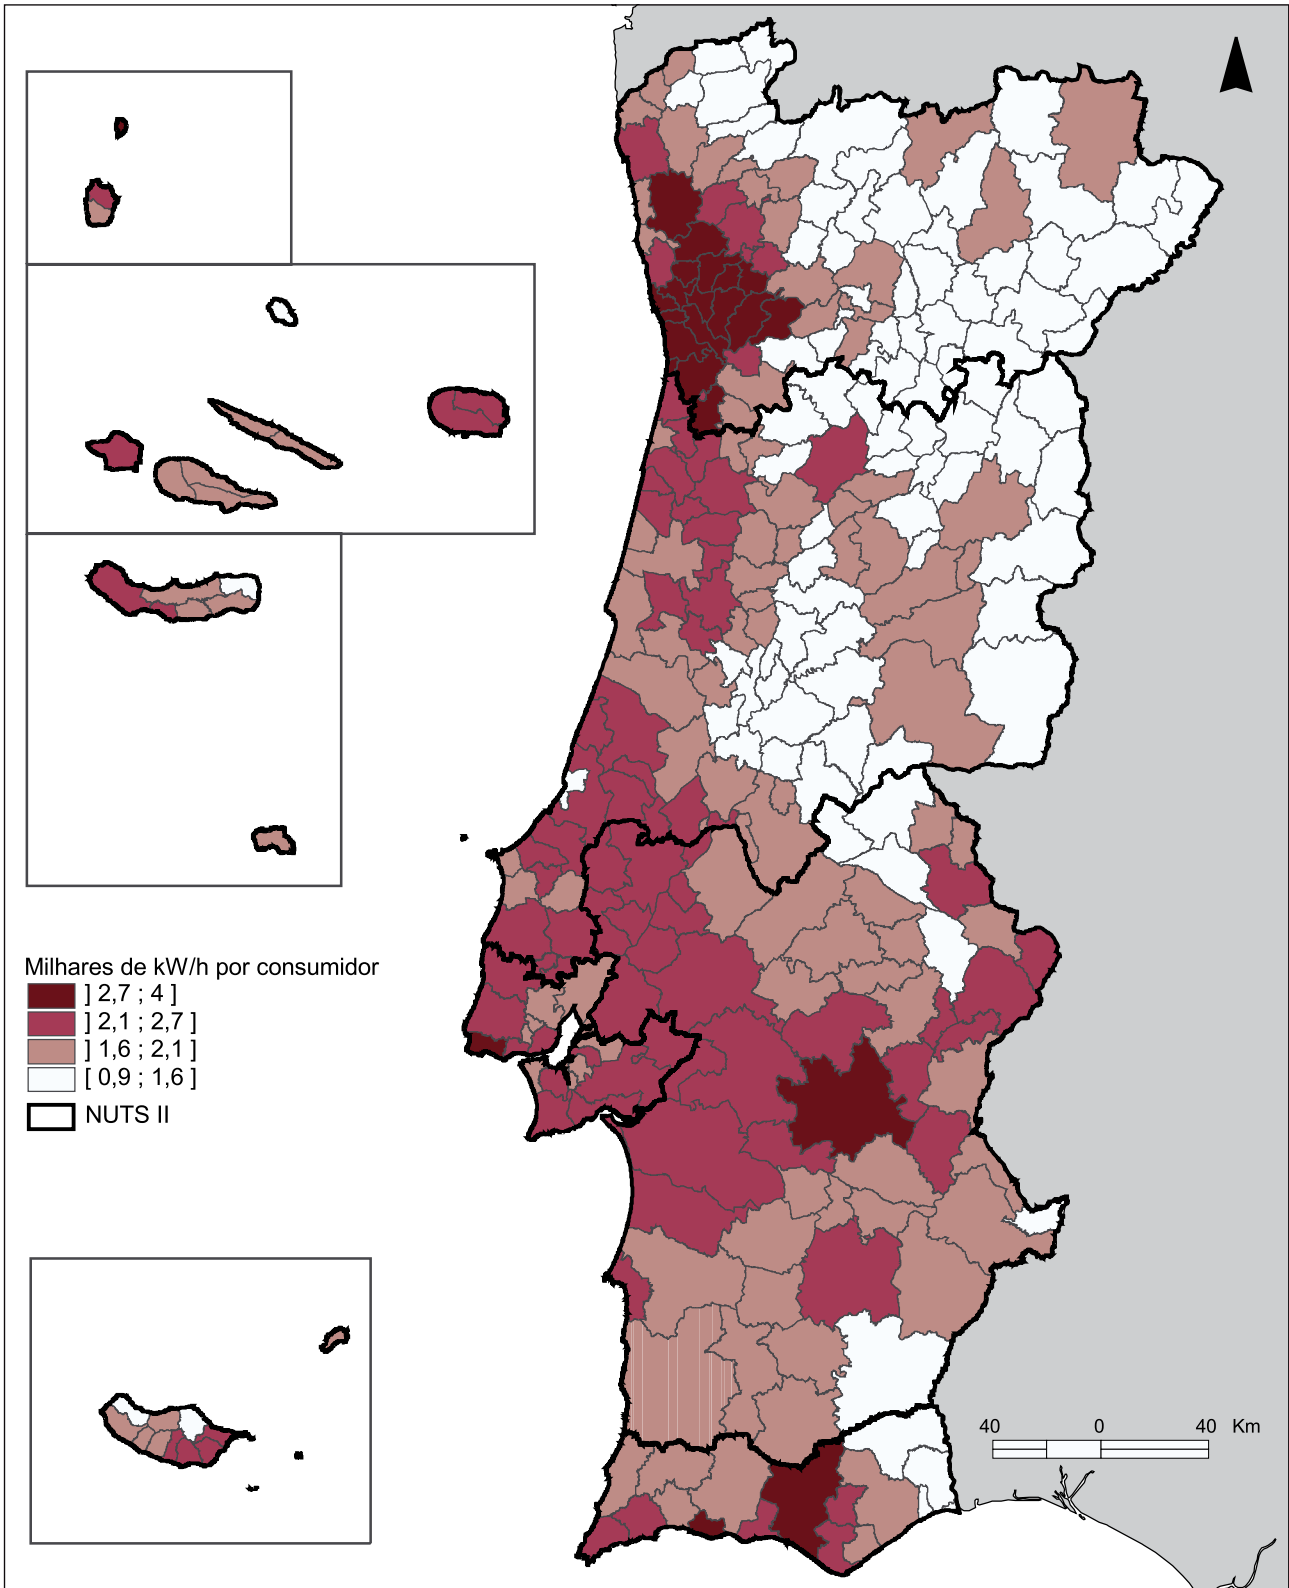 Milhares de kW/h por consumidor
] 2,7 ; 4 ]
] 2,1 ; 2,7 ]
] 1,6 ; 2,1 ]
[ 0,9 ; 1,6 ]
NUTS II
40 0 40 Km